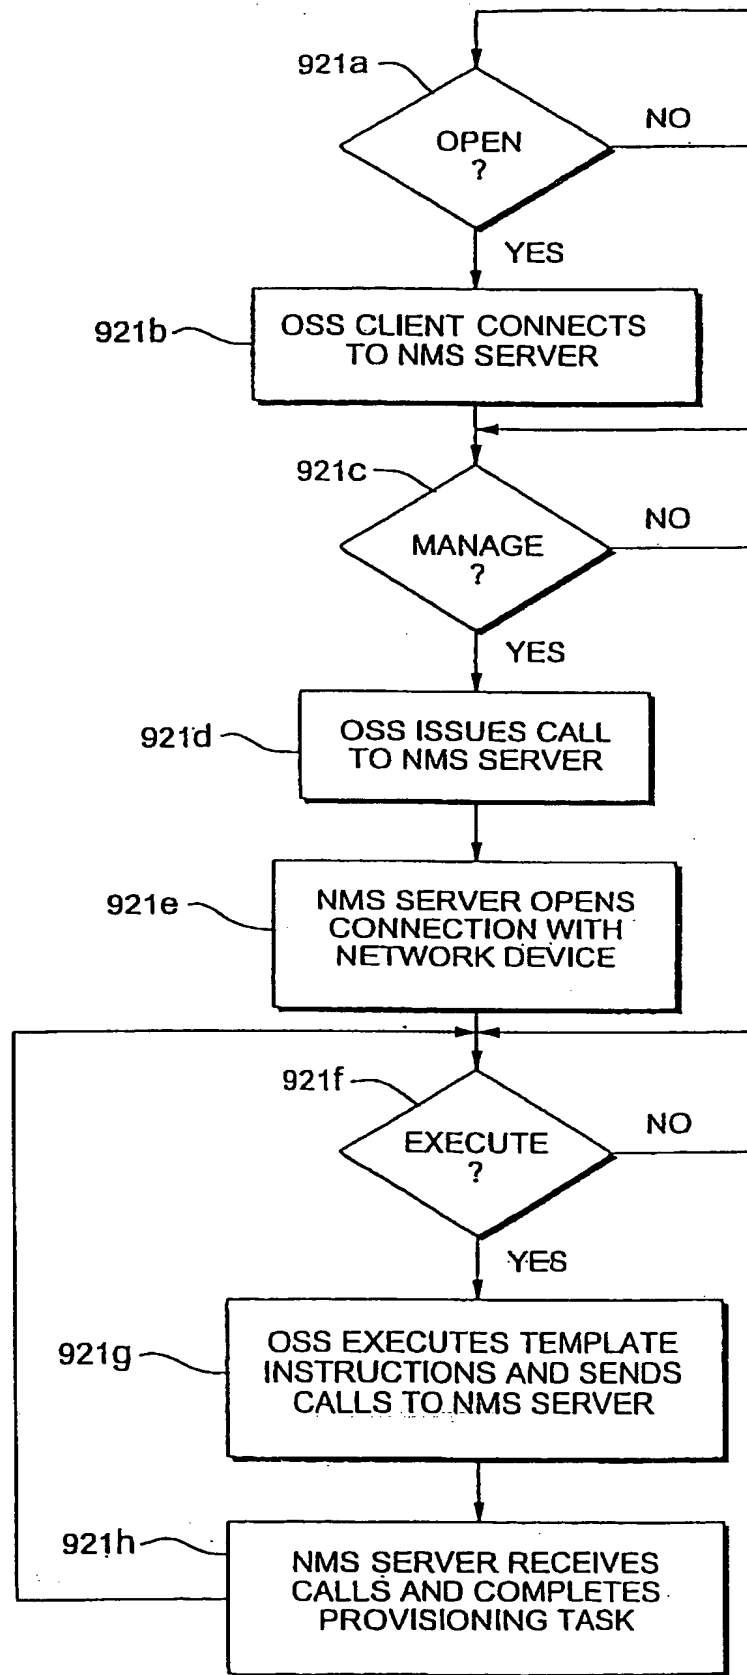 921a
OPEN
?
NO
YES
921b
OSS CLIENT CONNECTS
TO NMS SERVER
921c
MANAGE
?
NO
YES
921d
OSS ISSUES CALL
TO NMS SERVER
921e
NMS SERVER OPENS
CONNECTION WITH
NETWORK DEVICE
921f
EXECUTE
?
NO
YES
921g
OSS EXECUTES TEMPLATE
INSTRUCTIONS AND SENDS
CALLS TO NMS SERVER
921h
NMS SERVER RECEIVES
CALLS AND COMPLETES
PROVISIONING TASK